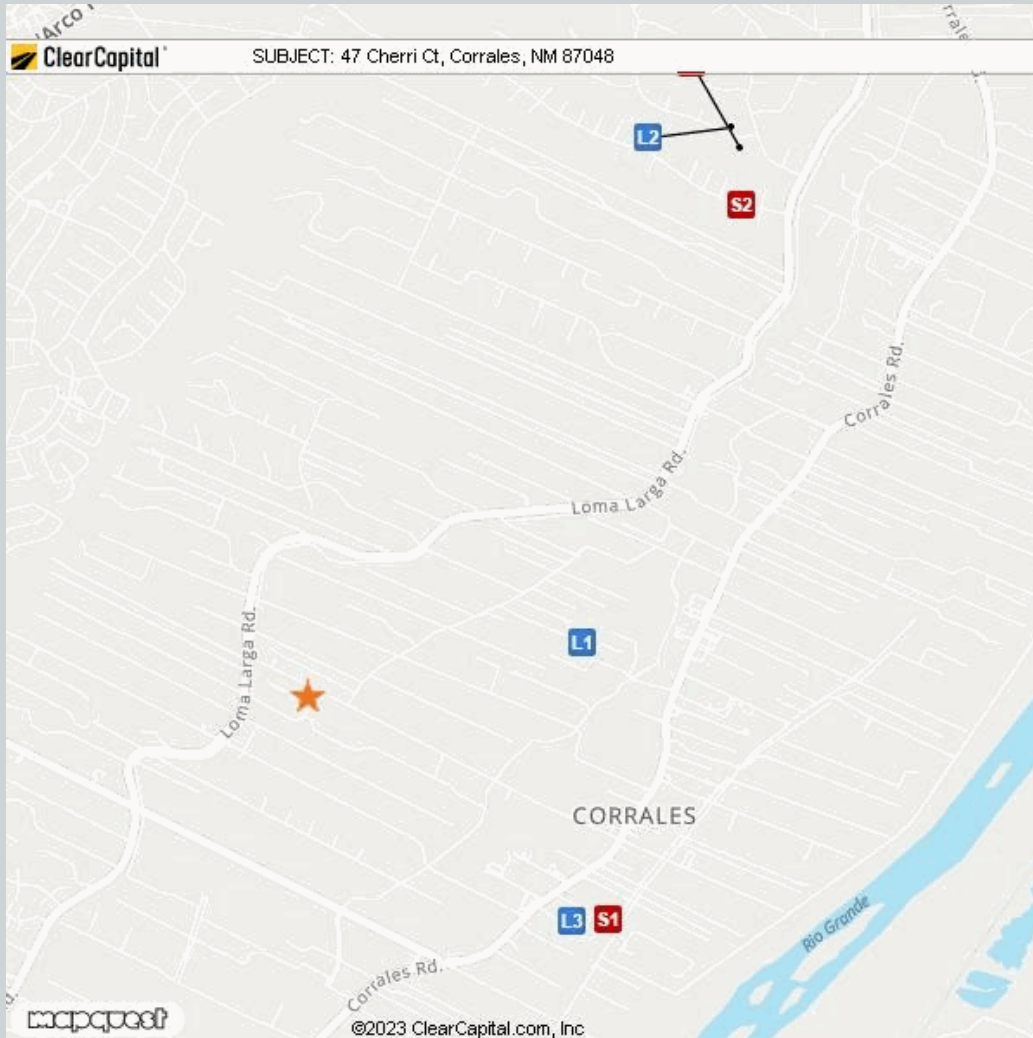 Arco
ClearCapital
SUBJECT: 47 Cherri Ct, Corrales, NM 87048
L2
S2
Corrales Rd.
Loma Larga Rd.
L1
Loma Larga Rd.
CORRALES
L3 S1
Rio Grande
Corrales Rd.
mapquest
©2023 ClearCapital.com, Inc